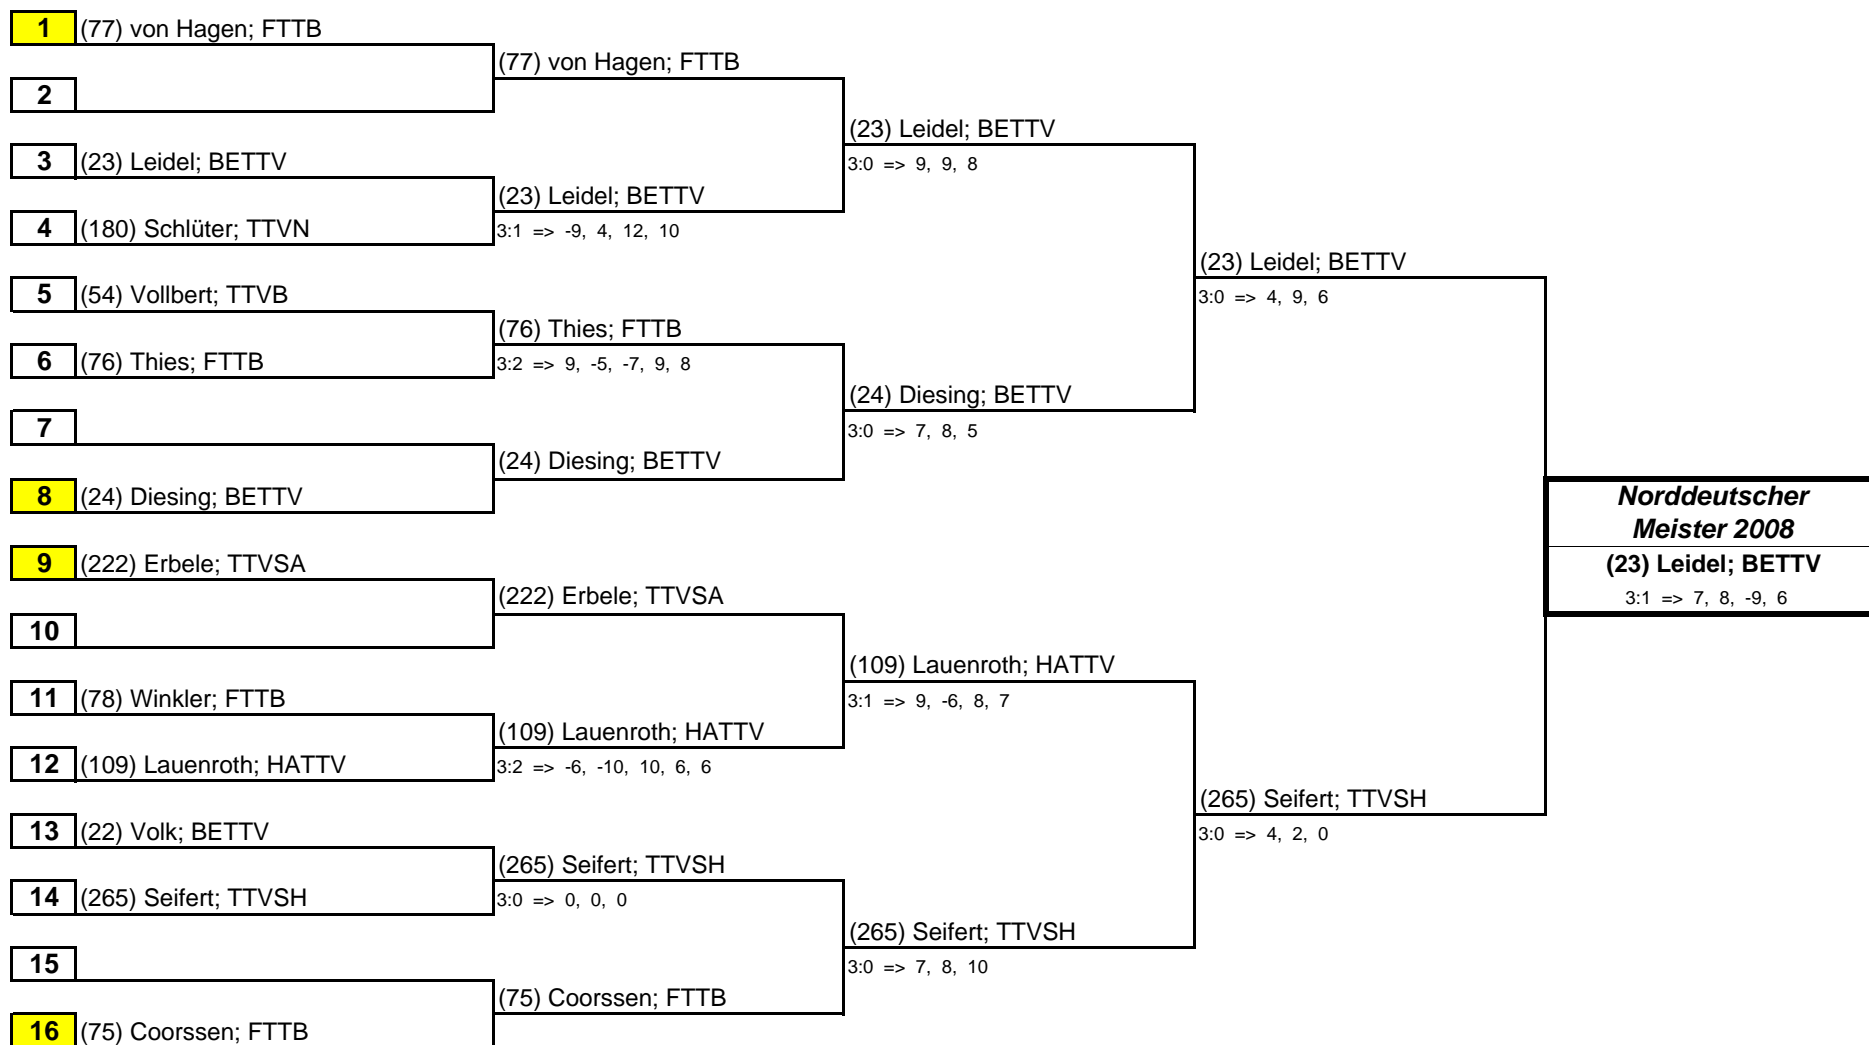 1 (77) von Hagen; FTTB
(77) von Hagen; FTTB
2
(23) Leidel; BETTV
3 (23) Leidel; BETTV
3:0 => 9, 9, 8
(23) Leidel; BETTV
4 (180) Schlüter; TTVN
3:1 => -9, 4, 12, 10
(23) Leidel; BETTV
5 (54) Vollbert; TTVB
3:0 => 4, 9, 6
(76) Thies; FTTB
6 (76) Thies; FTTB
3:2 => 9, -5, -7, 9, 8
(24) Diesing; BETTV
7
3:0 => 7, 8, 5
(24) Diesing; BETTV
8 (24) Diesing; BETTV
Norddeutscher
Meister 2008
9 (222) Erbele; TTVSA
(23) Leidel; BETTV
(222) Erbele; TTVSA
3:1 => 7, 8, -9, 6
10
(109) Lauenroth; HATTV
11 (78) Winkler; FTTB
3:1 => 9, -6, 8, 7
(109) Lauenroth; HATTV
12 (109) Lauenroth; HATTV
3:2 => -6, -10, 10, 6, 6
(265) Seifert; TTVSH
13 (22) Volk; BETTV
3:0 => 4, 2, 0
(265) Seifert; TTVSH
14 (265) Seifert; TTVSH
3:0 => 0, 0, 0
(265) Seifert; TTVSH
15
3:0 => 7, 8, 10
(75) Coorssen; FTTB
16 (75) Coorssen; FTTB